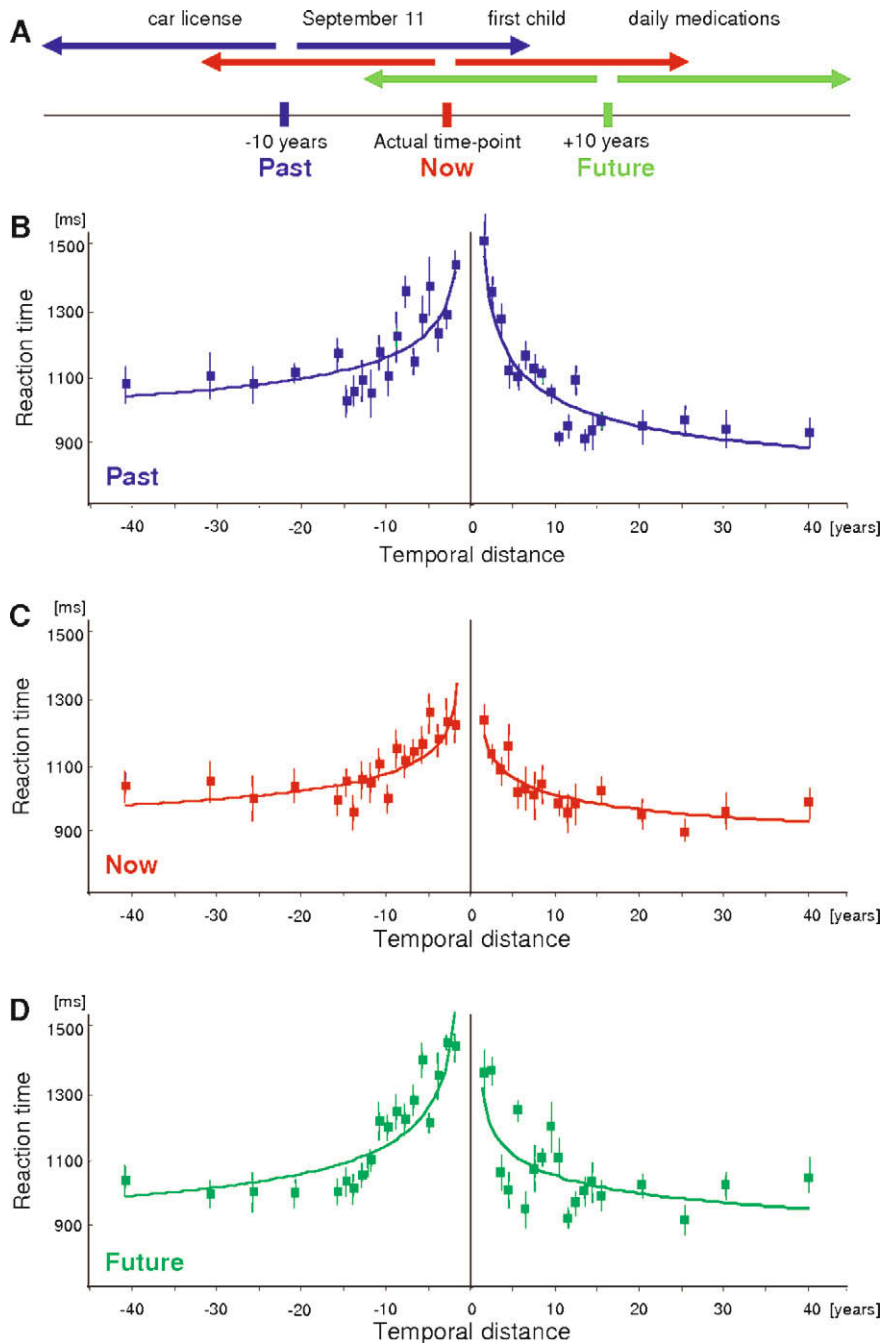 A
car license September 11 first child daily medications
-10 years Actual time-point +10 years
Past Now Future
B
[ms]
1500
1300
1100
900
Reaction time
Past
-40 -30 -20 -10 0 10 20 30 40 [years]
Temporal distance
C
[ms]
1500
1300
1100
900
Reaction time
Now
-40 -30 -20 -10 0 10 20 30 40 [years]
Temporal distance
D
[ms]
1500
1300
1100
900
Reaction time
Future
-40 -30 -20 -10 0 10 20 30 40 [years]
Temporal distance